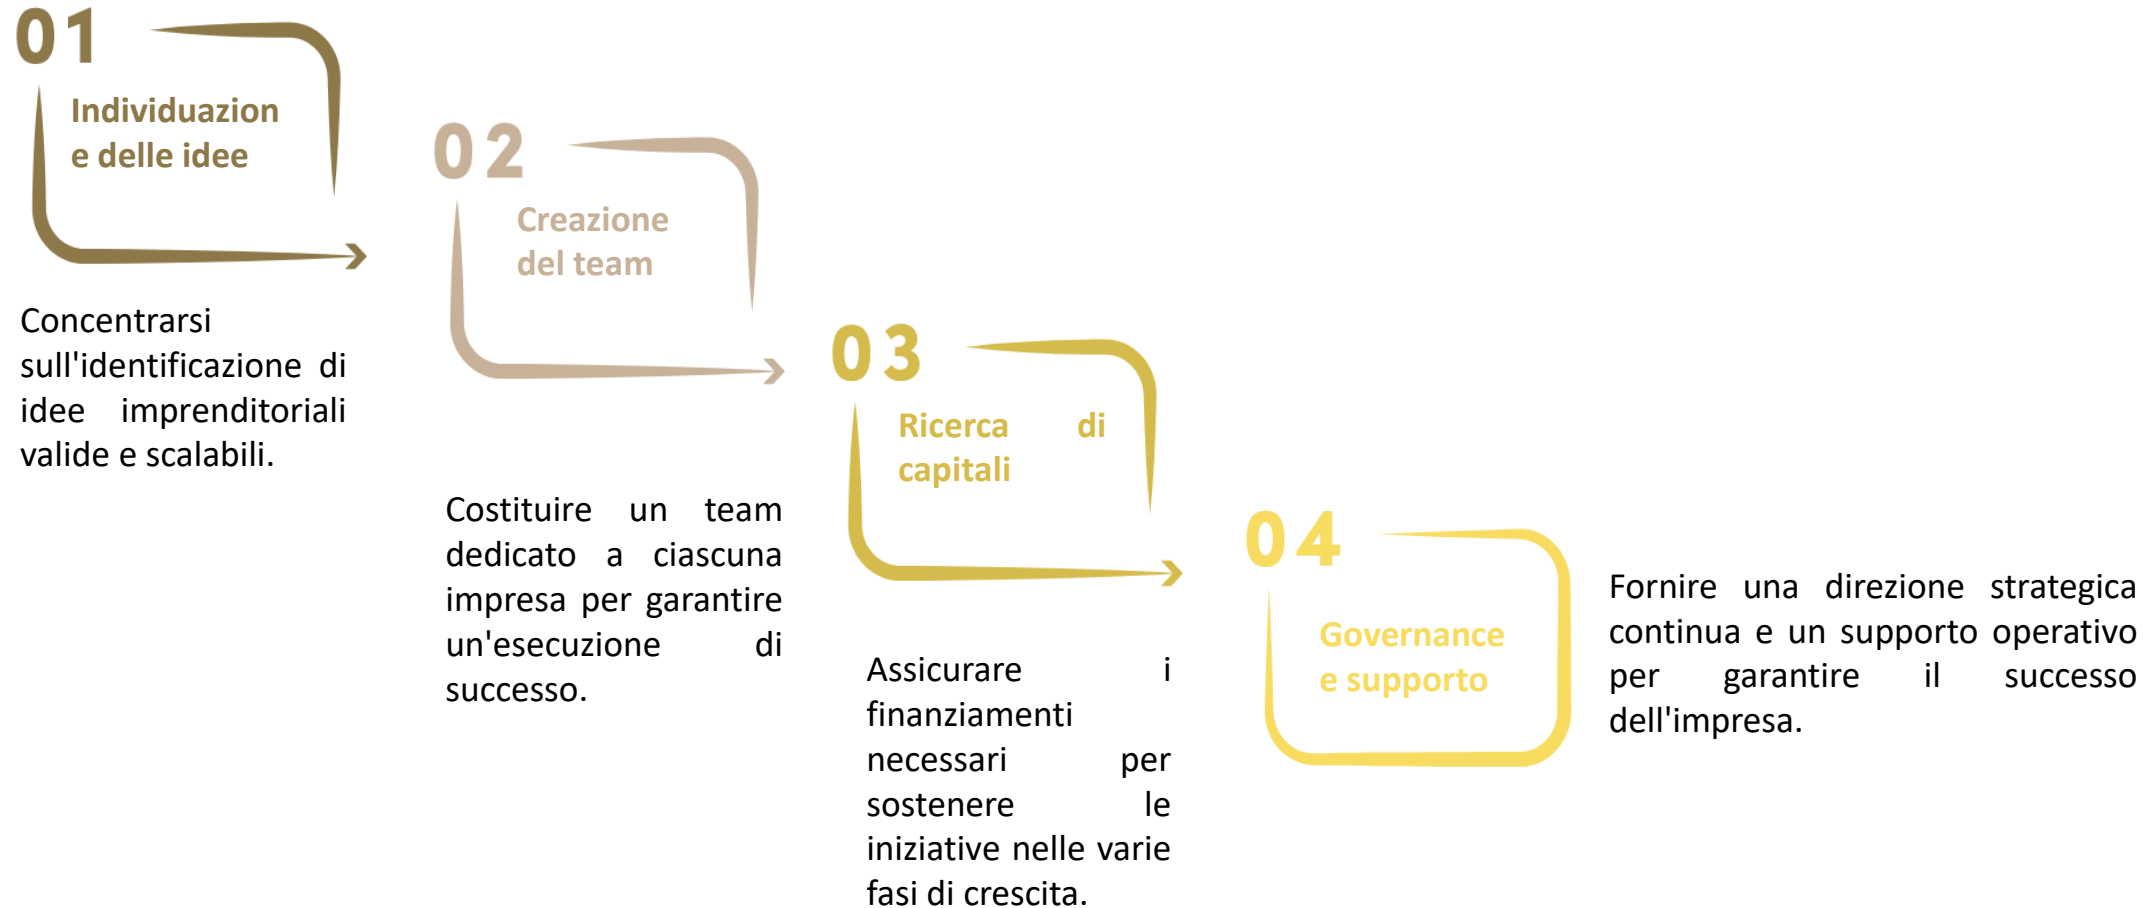 01
Individuazion
e delle idee
Concentrarsi
sull'identificazione di
idee imprenditoriali
valide e scalabili.
02
Creazione
del team
Costituire un team
dedicato a ciascuna
impresa per garantire
un'esecuzione di
successo.
03
Ricerca di
capitali
Assicurare i
finanziamenti
necessari per
sostenere le
iniziative nelle varie
fasi di crescita.
04
Governance
e supporto
Fornire una direzione strategica
continua e un supporto operativo
per garantire il successo
dell'impresa.